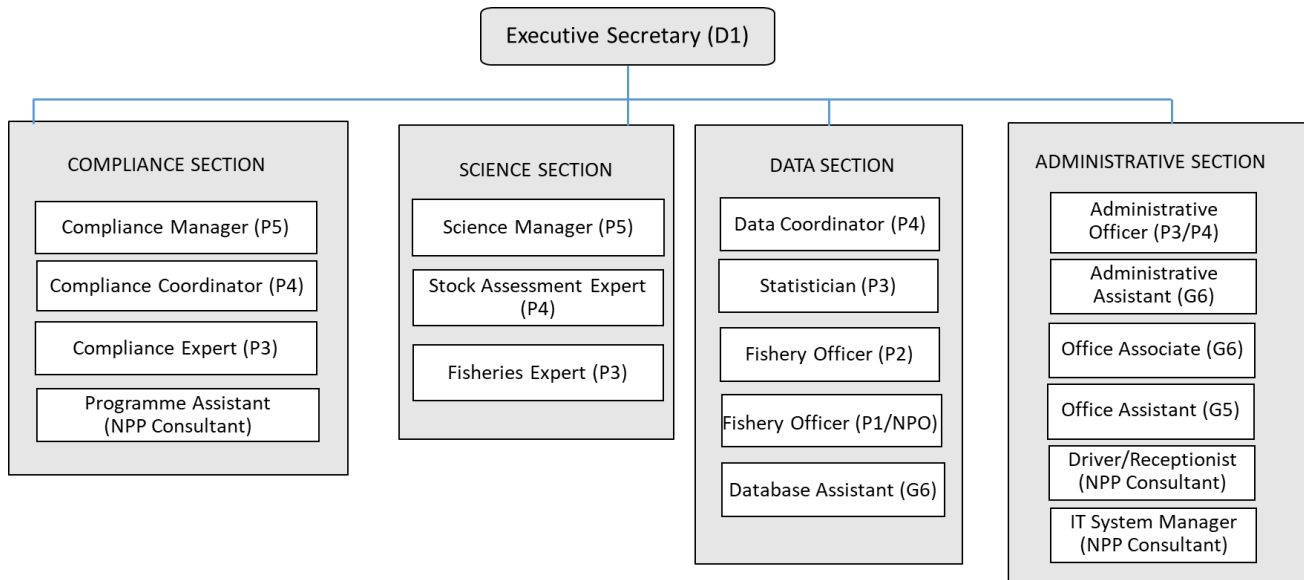 Executive Secretary (D1)
COMPLIANCE SECTION
Compliance Manager (P5)
Compliance Coordinator (P4)
Compliance Expert (P3)
Programme Assistant
(NPP Consultant)
SCIENCE SECTION
Science Manager (P5)
Stock Assessment Expert
(P4)
Fisheries Expert (P3)
DATA SECTION
Data Coordinator (P4)
Statistician (P3)
Fishery Officer (P2)
Fishery Officer (P1/NPO)
Database Assistant (G6)
ADMINISTRATIVE SECTION
Administrative
Officer (P3/P4)
Administrative
Assistant (G6)
Office Associate (G6)
Office Assistant (G5)
Driver/Receptionist
(NPP Consultant)
IT System Manager
(NPP Consultant)